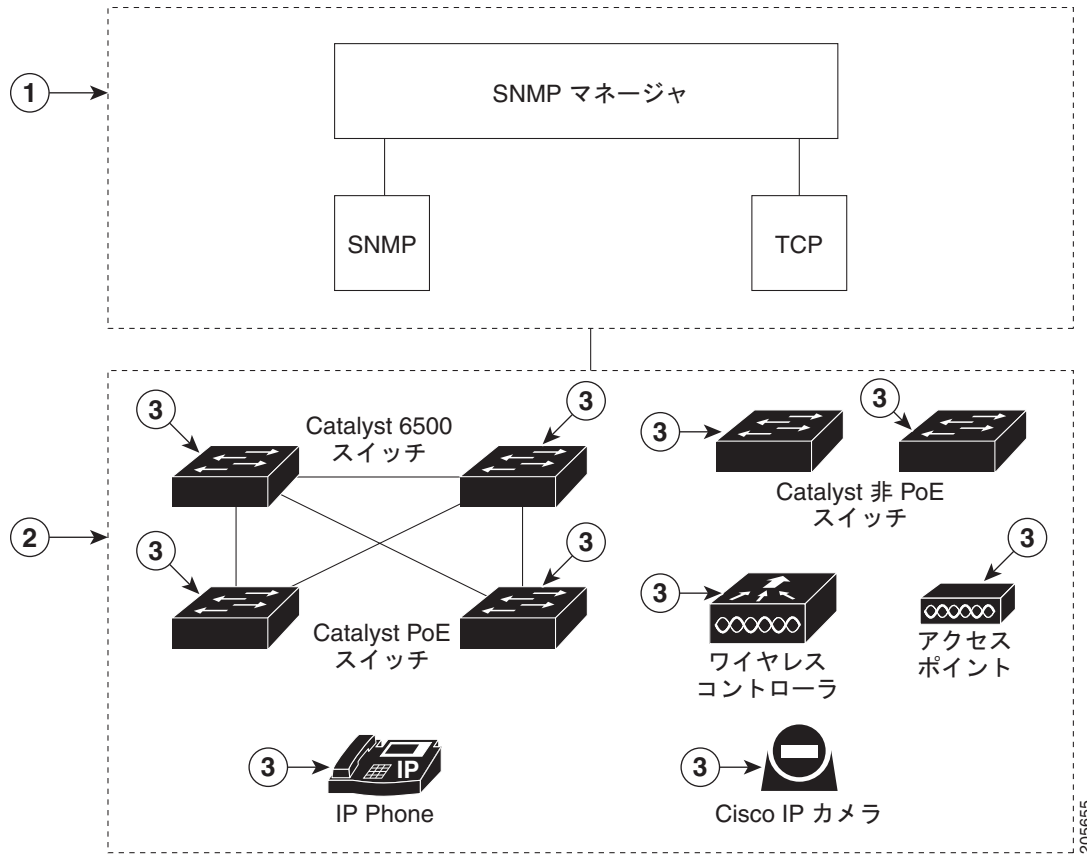 1
SNMP マネージャ
SNMP
TCP
3
3
3
3
Catalyst 6500
スイッチ
Catalyst 非 PoE
スイッチ
2
3
3
3
3
Catalyst PoE
スイッチ
ワイヤレス
コントローラ
アクセス
ポイント
3
IP
IP Phone
3
Cisco IP カメラ
205655